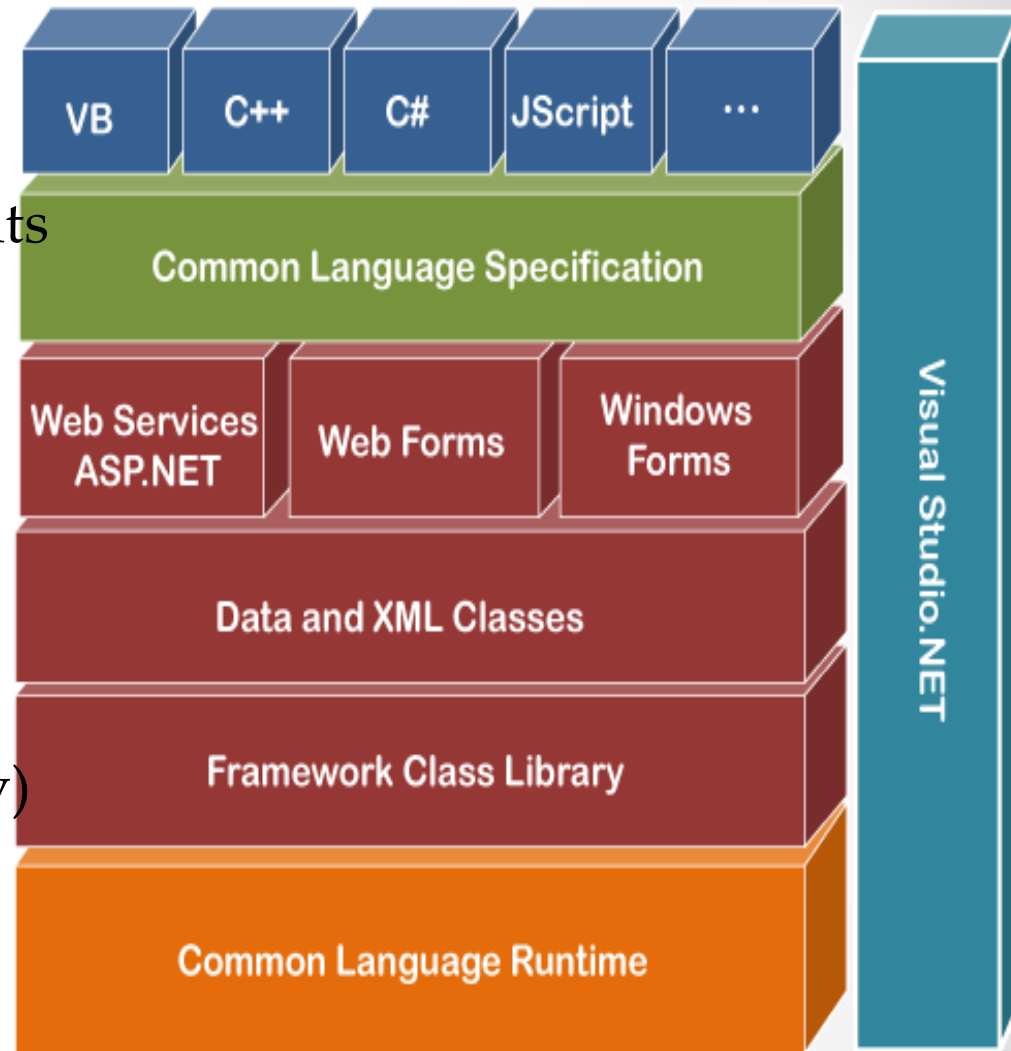 VB
C++
C#
JScript
...
Common Language Specification
Web Services
ASP.NET
Web Forms
Windows
Forms
Data and XML Classes
Framework Class Library
Common Language Runtime
Visual Studio.NET